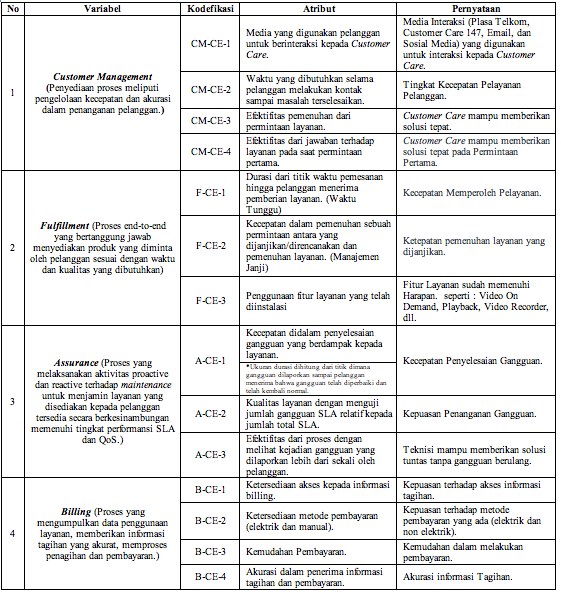 No Variabel Kodefikasi Atribut Pernyataan
1
Customer Management
(Penyediaan proses meliputi
pengelolaan kecepatan dan akurasi
dalam penanganan pelanggan.)
CM-CE-1
Media yang digunakan pelanggan
untuk berinteraksi kepada Customer
Care.
Media Interaksi (Plasa Telkom,
Customer Care 147, Email, dan
Sosial Media) yang digunakan
untuk interaksi kepada Customer
Care.
CM-CE-2
Waktu yang dibutuhkan selama
pelanggan melakukan kontak
sampai masalah terselesaikan.
Tingkat Kecepatan Pelayanan
Pelanggan.
CM-CE-3
Efektifitas pemenuhan dari
permintaan layanan.
Customer Care mampu memberikan
solusi tepat.
CM-CE-4
Efektifitas dari jawaban terhadap
layanan pada saat permintaan
pertama.
Customer Care mampu memberikan
solusi tepat pada Permintaan
Pertama.
2
Fulfillment (Proses end-to-end
yang bertanggung jawab
menyediakan produk yang diminta
oleh pelanggan sesuai dengan waktu
dan kualitas yang dibutuhkan)
F-CE-1
Durasi dari titik waktu pemesanan
hingga pelanggan menerima
pemberian layanan. (Waktu
Tunggu)
Kecepatan Memperoleh Pelayanan.
F-CE-2
Kecepatan dalam pemenuhan sebuah
permintaan antara yang
dijanjikan/direncanakan dan
pemenuhan layanan. (Manajemen
Janji)
Ketepatan pemenuhan layanan yang
dijanjikan.
F-CE-3
Penggunaan fitur layanan yang telah
diinstalasi
Fitur Layanan sudah memenuhi
Harapan. seperti : Video On
Demand, Playback, Video Recorder,
dll.
3
Assurance (Proses yang
melaksanakan aktivitas proactive
dan reactive terhadap maintenance
untuk menjamin layanan yang
disediakan kepada pelanggan
tersedia secara berkesinambungan
memenuhi tingkat performansi SLA
dan QoS.)
A-CE-1
Kecepatan didalam penyelesaian
gangguan yang berdampak kepada
layanan.
*Ukuran durasi dihitung dari titik dimana
gangguan dilaporkan sampai pelanggan
menerima bahwa gangguan telah diperbaiki dan
telah kembali normal.
Kecepatan Penyelesaian Gangguan.
A-CE-2
Kualitas layanan dengan menguji
jumlah gangguan SLA relatif kepada
jumlah total SLA.
Kepuasan Penanganan Gangguan.
A-CE-3
Efektifitas dari proses dengan
melihat kejadian gangguan yang
dilaporkan lebih dari sekali oleh
pelanggan.
Teknisi mampu memberikan solusi
tuntas tanpa gangguan berulang.
4
Billing (Proses yang
mengumpulkan data penggunaan
layanan, memberikan informasi
tagihan yang akurat, memproses
penagihan dan pembayaran.)
B-CE-1
Ketersediaan akses kepada informasi
billing.
Kepuasan terhadap akses informasi
tagihan.
B-CE-2
Ketersediaan metode pembayaran
(elektrik dan manual).
Kepuasan terhadap metode
pembayaran yang ada (elektrik dan
non elektrik).
B-CE-3
Kemudahan Pembayaran.
Kemudahan dalam melakukan
pembayaran.
B-CE-4
Akurasi dalam penerima informasi
tagihan dan pembayaran.
Akurasi informasi Tagihan.